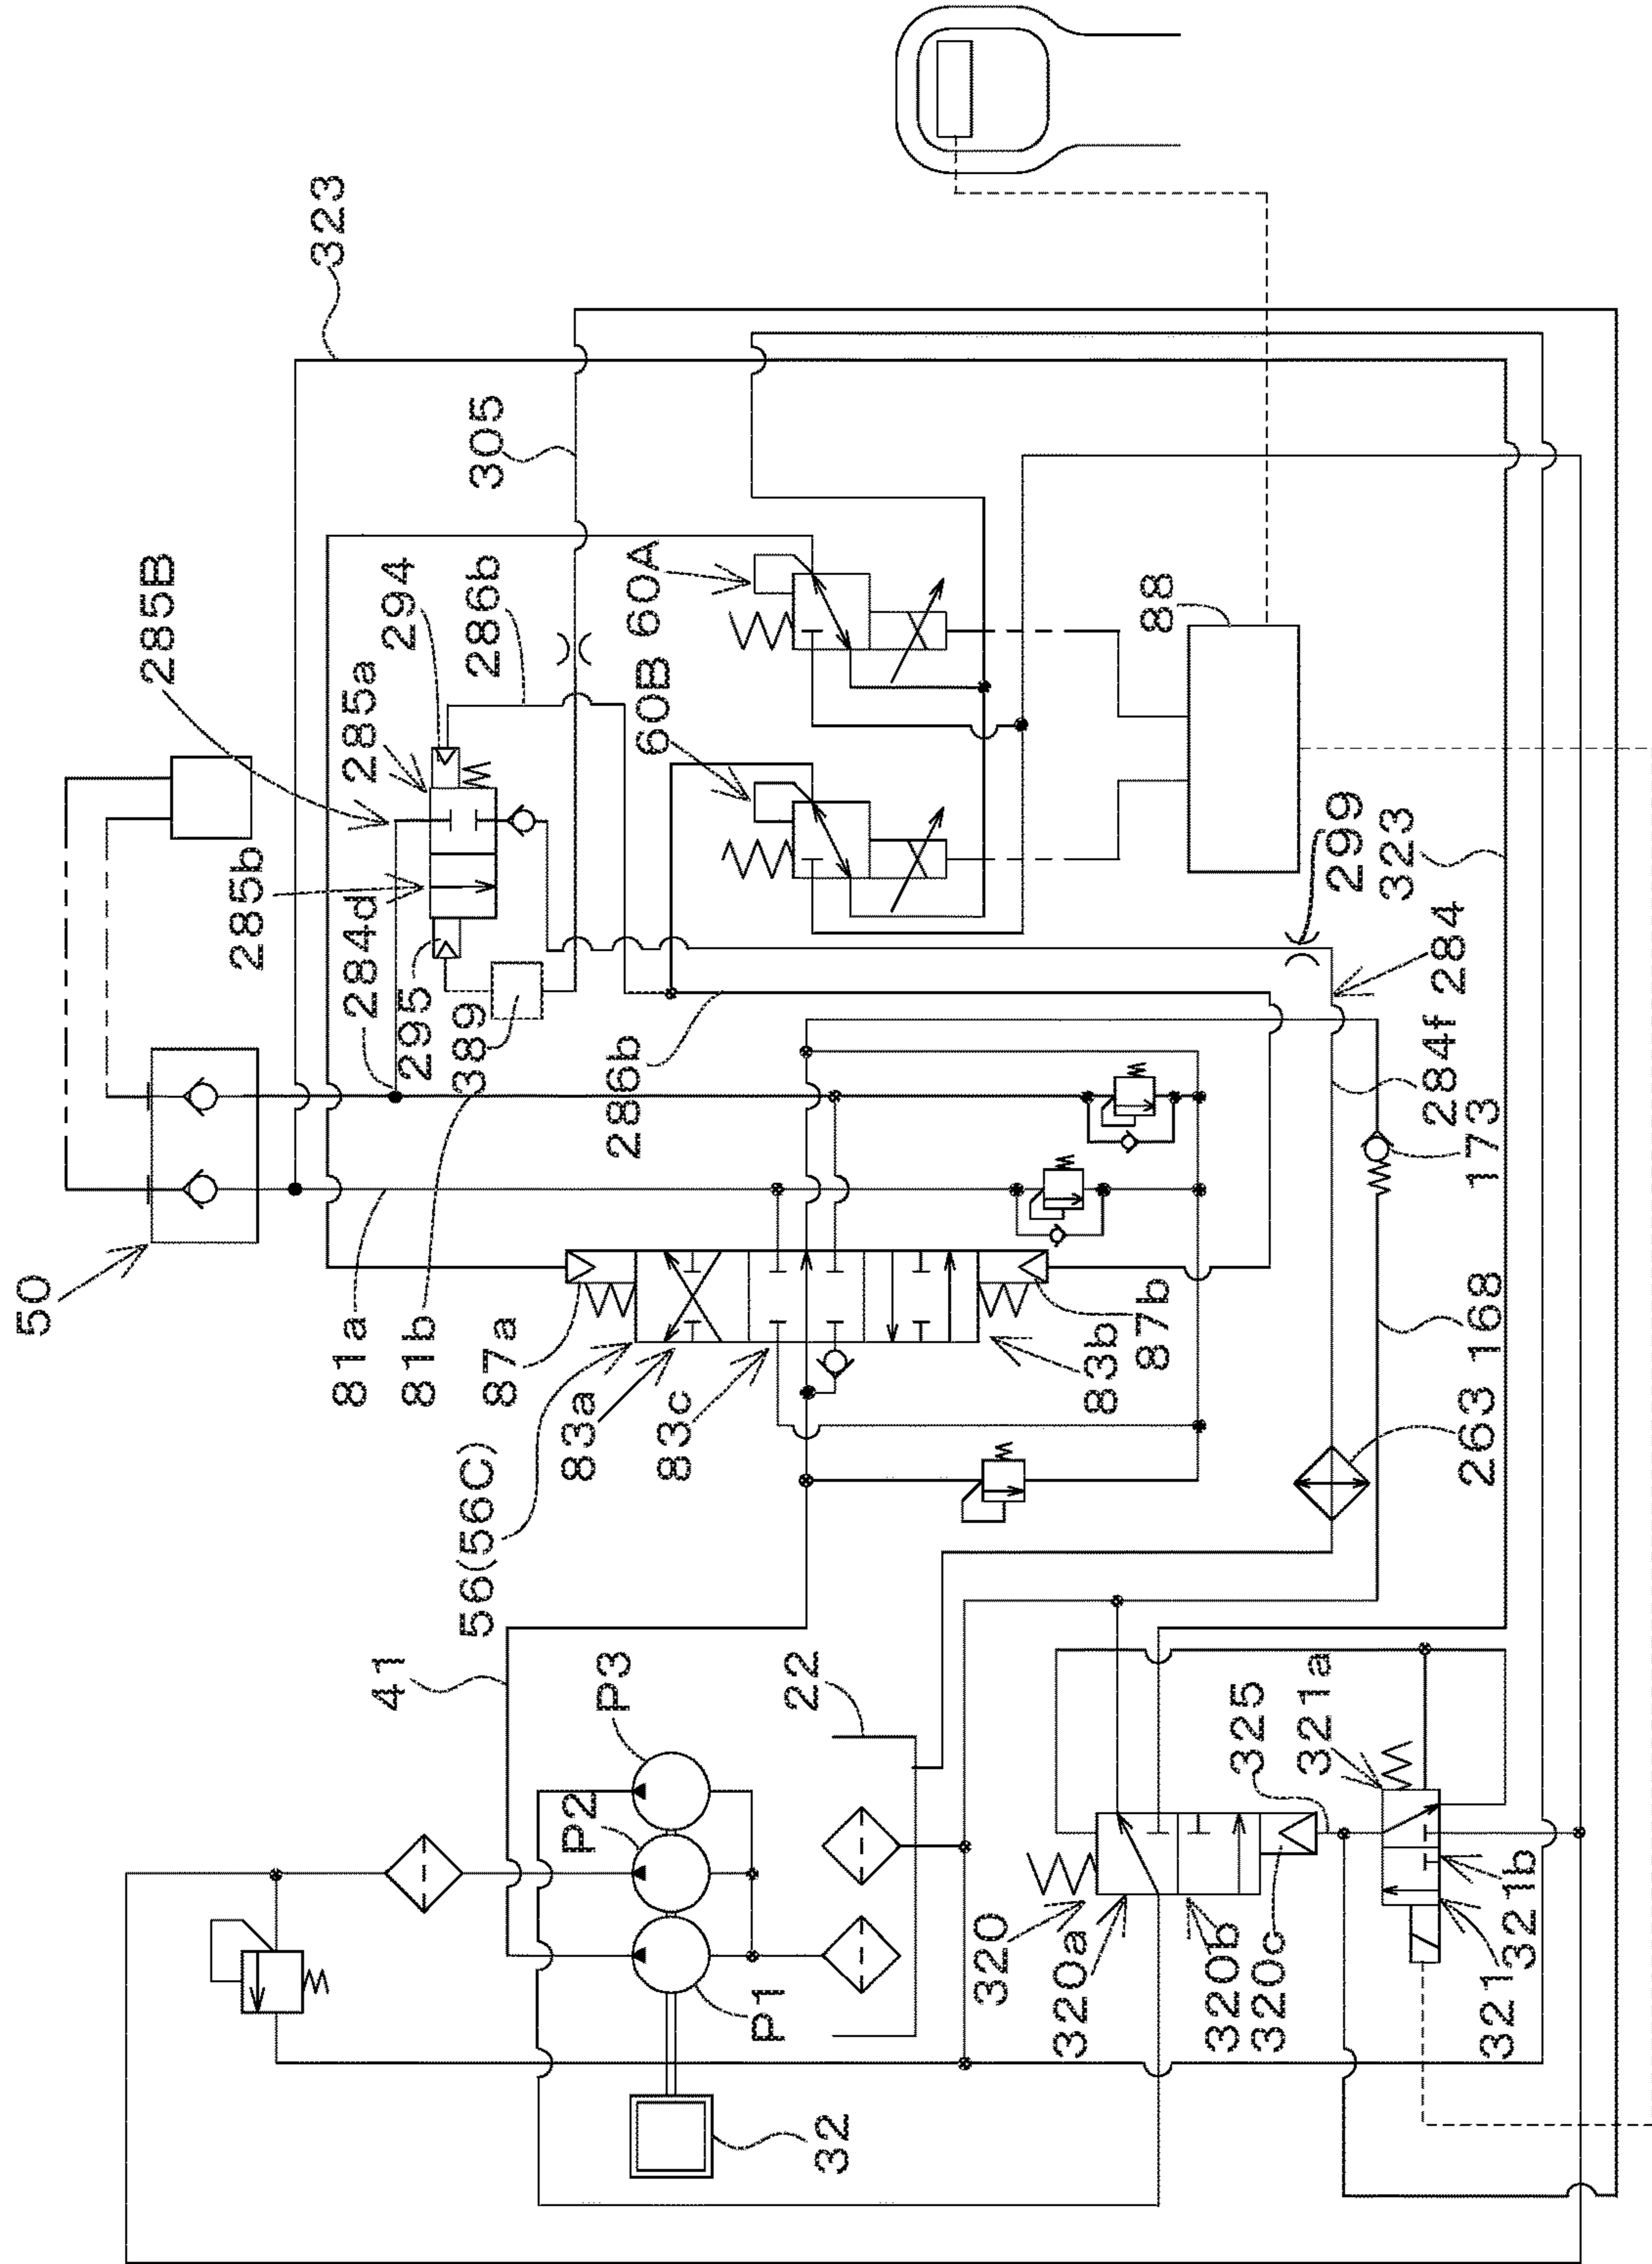 323
305
285B
294
285a
286b
60A
285b
60B
88
284d
295
389
299
323
284
286b
284f
173
50
81a
81b
87a
83a
83c
56(56C)
87b
83b
168
263
41
P3
P2
P1
22
32
325
321a
320
320a
320b
320c
321b
321